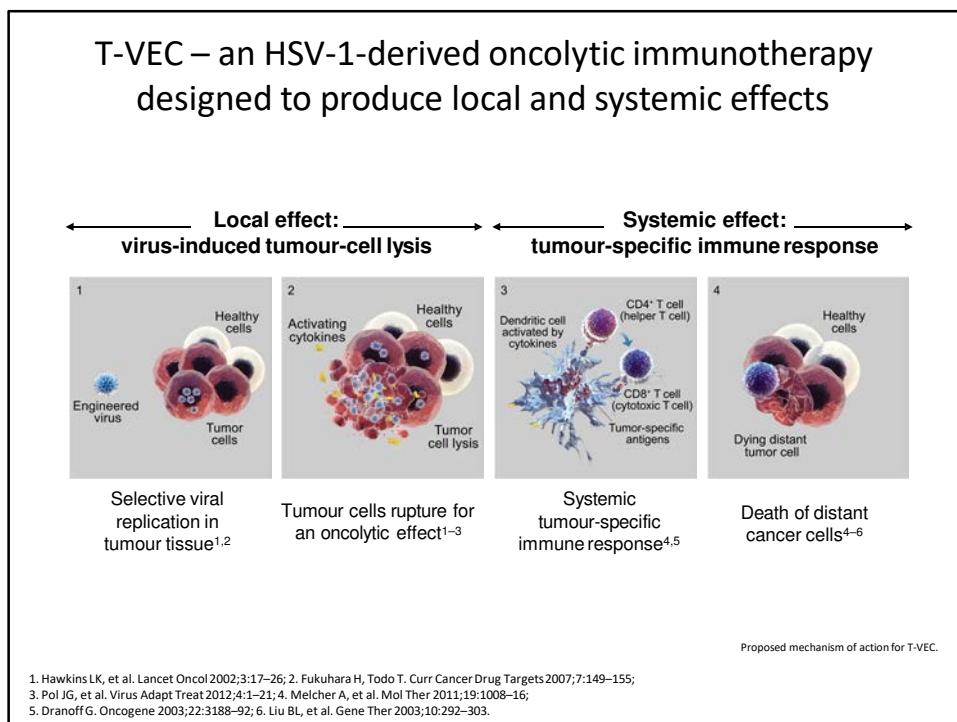 T-VEC – an HSV-1-derived oncolytic immunotherapy
designed to produce local and systemic effects
Local effect:
virus-induced tumour-cell lysis
Systemic effect:
tumour-specific immune response
1
Healthy
cells
Engineered
virus
Tumor
cells
2
Activating
cytokines
Healthy
cells
Tumor
cell lysis
3
Dendritic cell
activated by
cytokines
CD4⁺ T cell
(helper T cell)
CD8⁺ T cell
(cytotoxic T cell)
Tumor-specific
antigens
4
Healthy
cells
Dying distant
tumor cell
Selective viral
replication in
tumour tissue¹,²
Tumour cells rupture for
an oncolytic effect¹–³
Systemic
tumour-specific
immune response⁴,⁵
Death of distant
cancer cells⁴–⁶
Proposed mechanism of action for T-VEC.
1. Hawkins LK, et al. Lancet Oncol 2002;3:17–26; 2. Fukuhara H, Todo T. Curr Cancer Drug Targets 2007;7:149–155;
3. Pol JG, et al. Virus Adapt Treat 2012;4:1–21; 4. Melcher A, et al. Mol Ther 2011;19:1008–16;
5. Dranoff G. Oncogene 2003;22:3188–92; 6. Liu BL, et al. Gene Ther 2003;10:292–303.